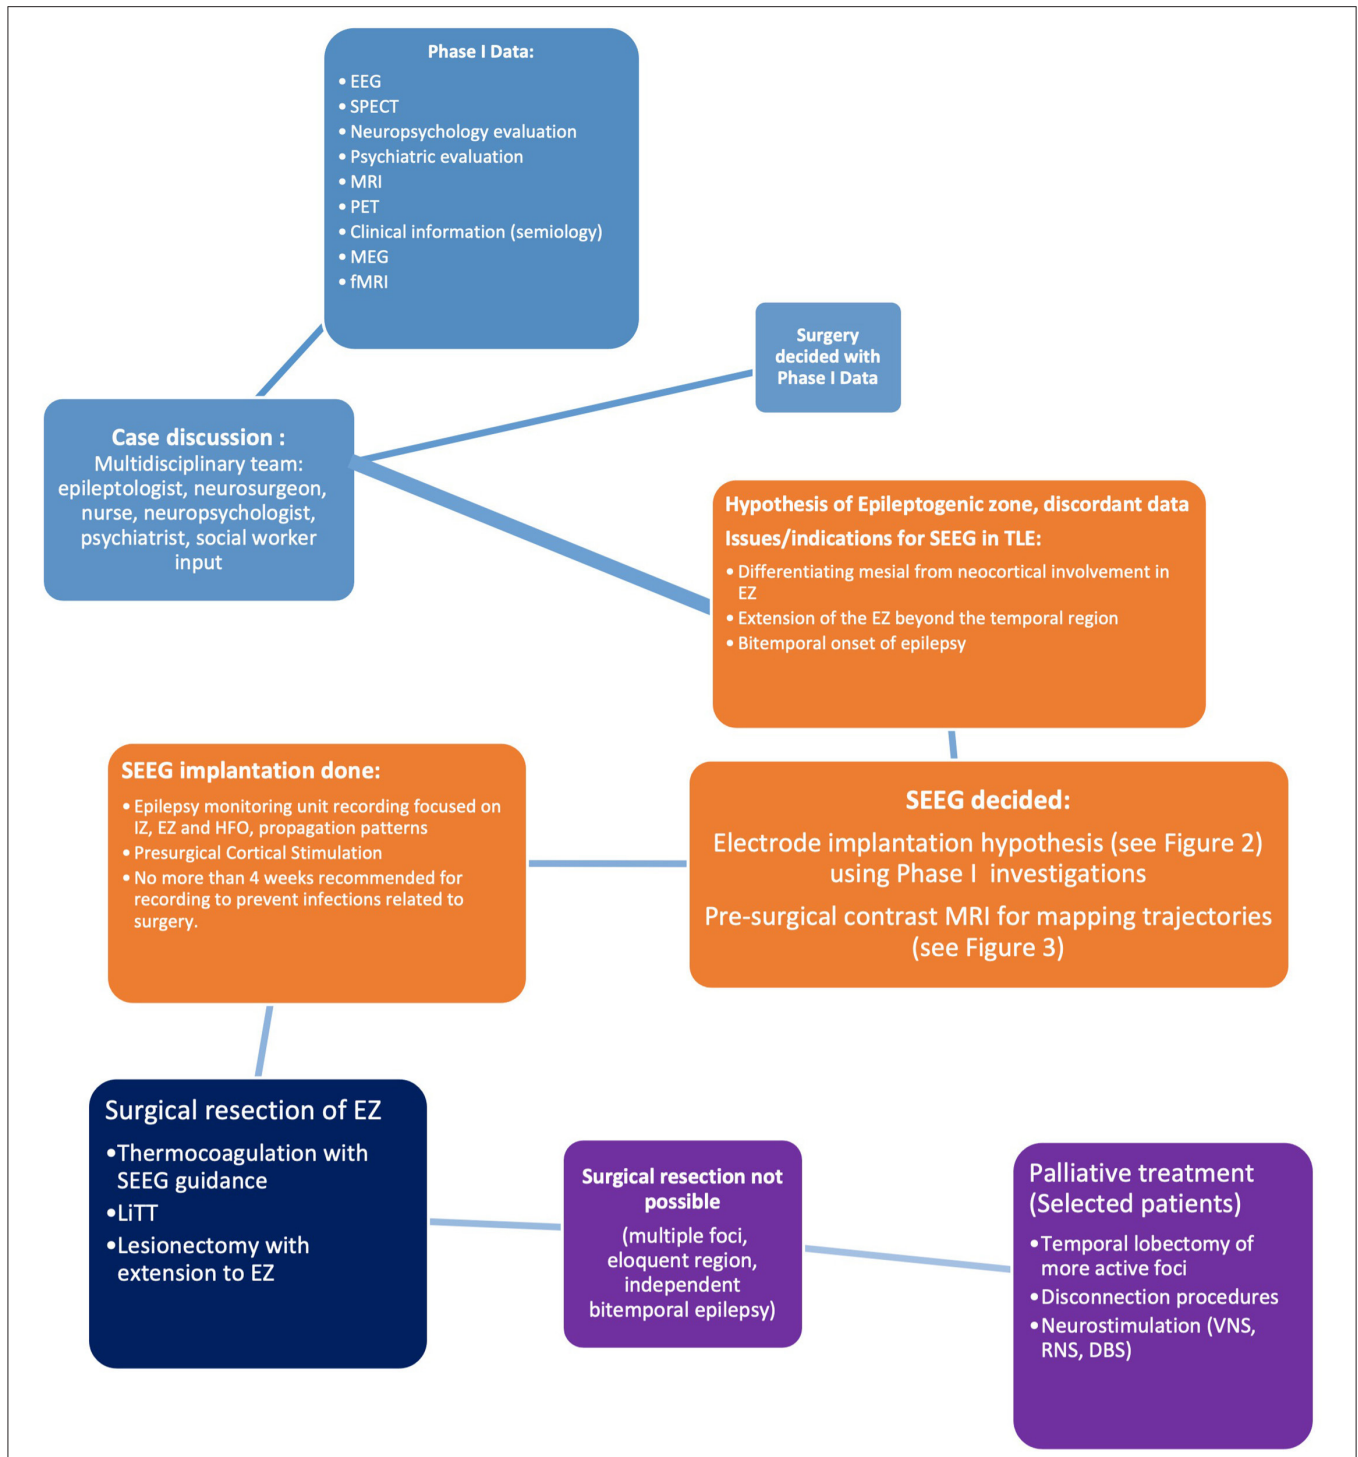 Phase I Data:
• EEG
• SPECT
• Neuropsychology evaluation
• Psychiatric evaluation
• MRI
• PET
• Clinical information (semiology)
• MEG
• fMRI
Surgery
decided with
Phase I Data
Case discussion :
Multidisciplinary team:
epileptologist, neurosurgeon,
nurse, neuropsychologist,
psychiatrist, social worker
input
Hypothesis of Epileptogenic zone, discordant data
Issues/indications for SEEG in TLE:
• Differentiating mesial from neocortical involvement in
EZ
• Extension of the EZ beyond the temporal region
• Bitemporal onset of epilepsy
SEEG decided:
Electrode implantation hypothesis (see Figure 2)
using Phase I investigations
Pre-surgical contrast MRI for mapping trajectories
(see Figure 3)
SEEG implantation done:
• Epilepsy monitoring unit recording focused on
IZ, EZ and HFO, propagation patterns
• Presurgical Cortical Stimulation
• No more than 4 weeks recommended for
recording to prevent infections related to
surgery.
Surgical resection of EZ
•Thermocoagulation with
SEEG guidance
•LiTT
•Lesionectomy with
extension to EZ
Surgical resection not
possible
(multiple foci,
eloquent region,
independent
bitemporal epilepsy)
Palliative treatment
(Selected patients)
•Temporal lobectomy of
more active foci
•Disconnection procedures
•Neurostimulation (VNS,
RNS, DBS)